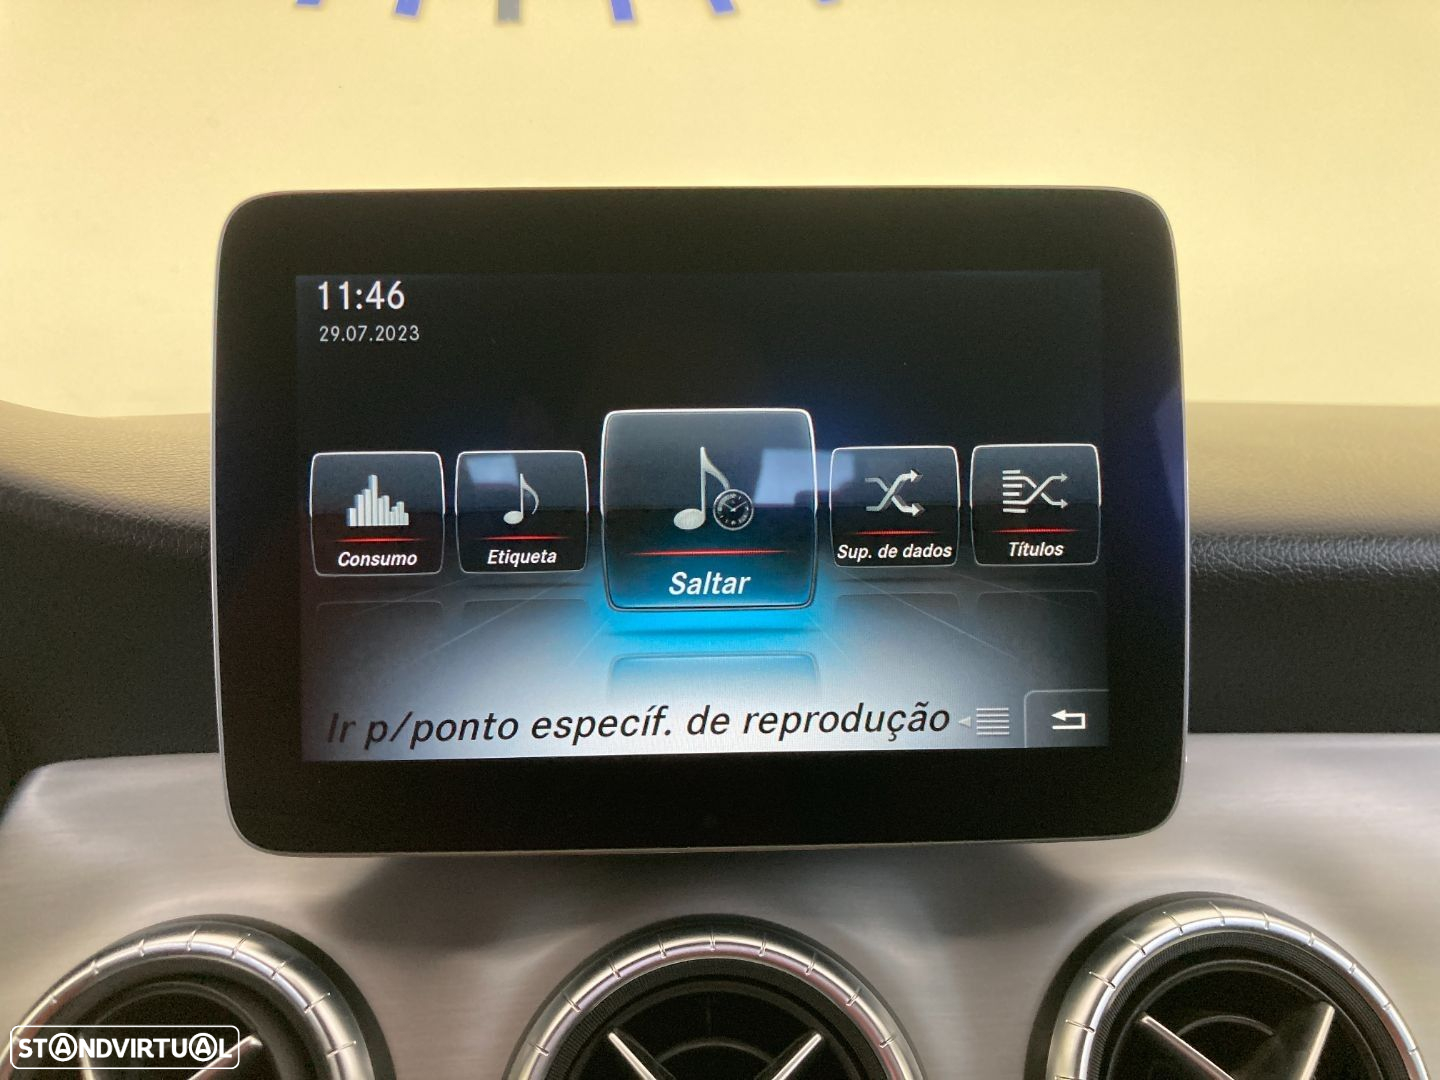 11:46
29.07.2023
Consumo
Etiqueta
Saltar
Sup. de dados
Títulos
Ir p/ponto específ. de reprodução
STANDVIRTUAL